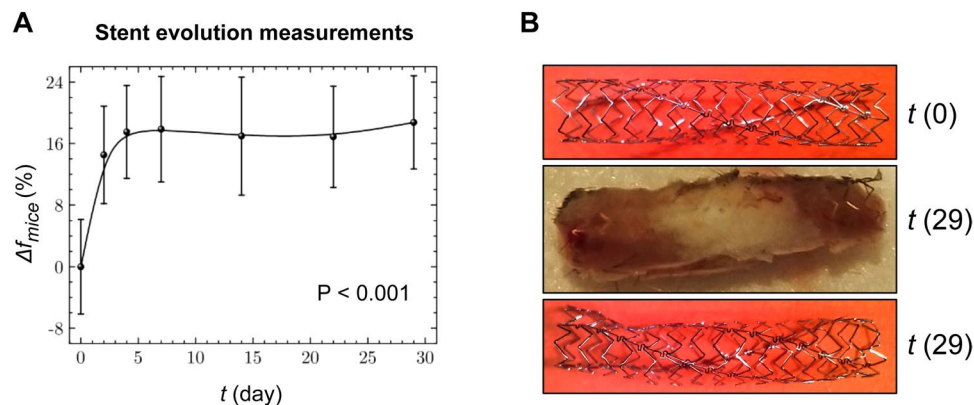 A
Stent evolution measurements
24
16
8
0
-8
Δf_mice (%)
P < 0.001
0 5 10 15 20 25 30
t (day)
B
t (0)
t (29)
t (29)